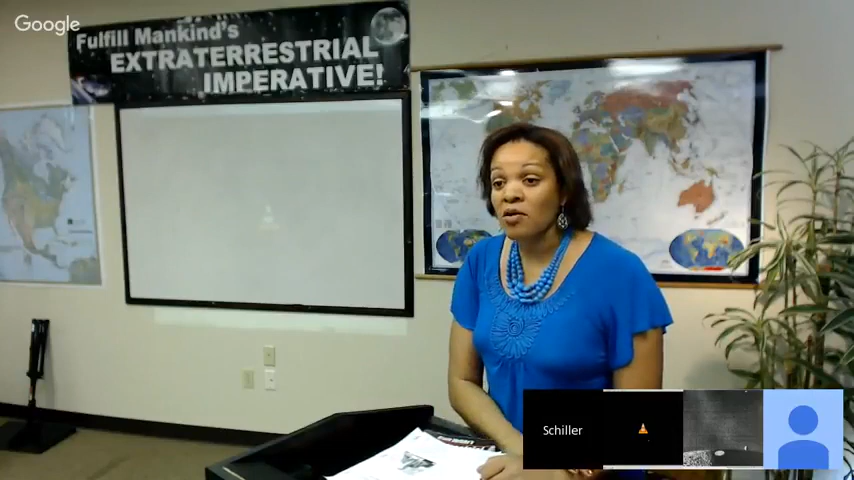 Google
Fulfill Mankind's
EXTRATERRESTRIAL
IMPERATIVE!
Schiller